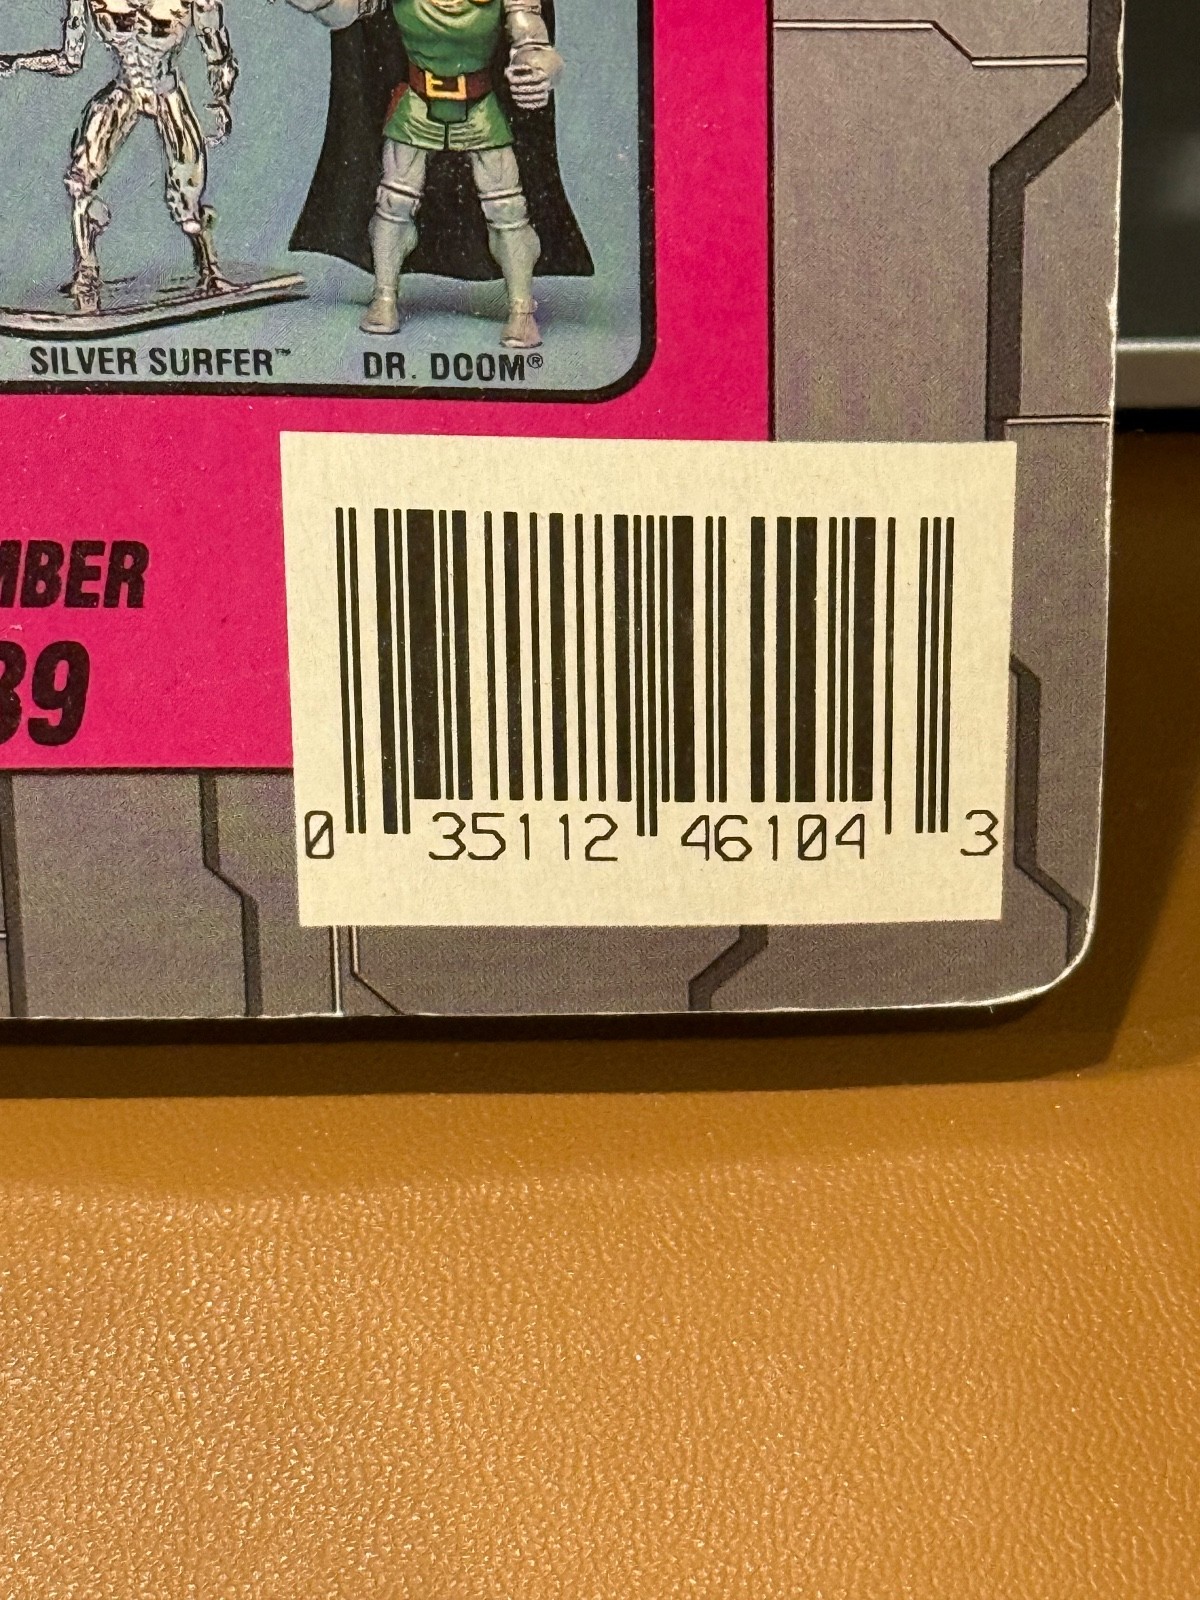 SILVER SURFER™ DR. DOOM®
MBER
39
0 35112 46104 3